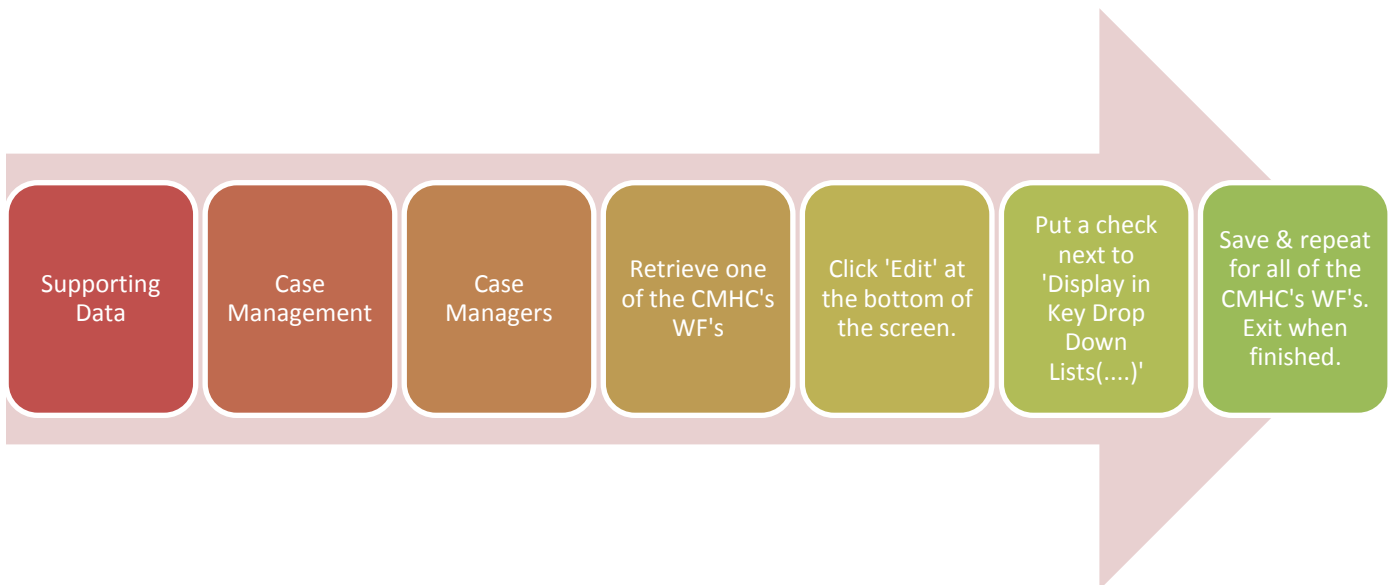 Supporting
Data
Case
Management
Case
Managers
Retrieve one
of the CMHC's
WF's
Click 'Edit' at
the bottom of
the screen.
Put a check
next to
'Display in
Key Drop
Down
Lists(....)'
Save & repeat
for all of the
CMHC's WF's.
Exit when
finished.